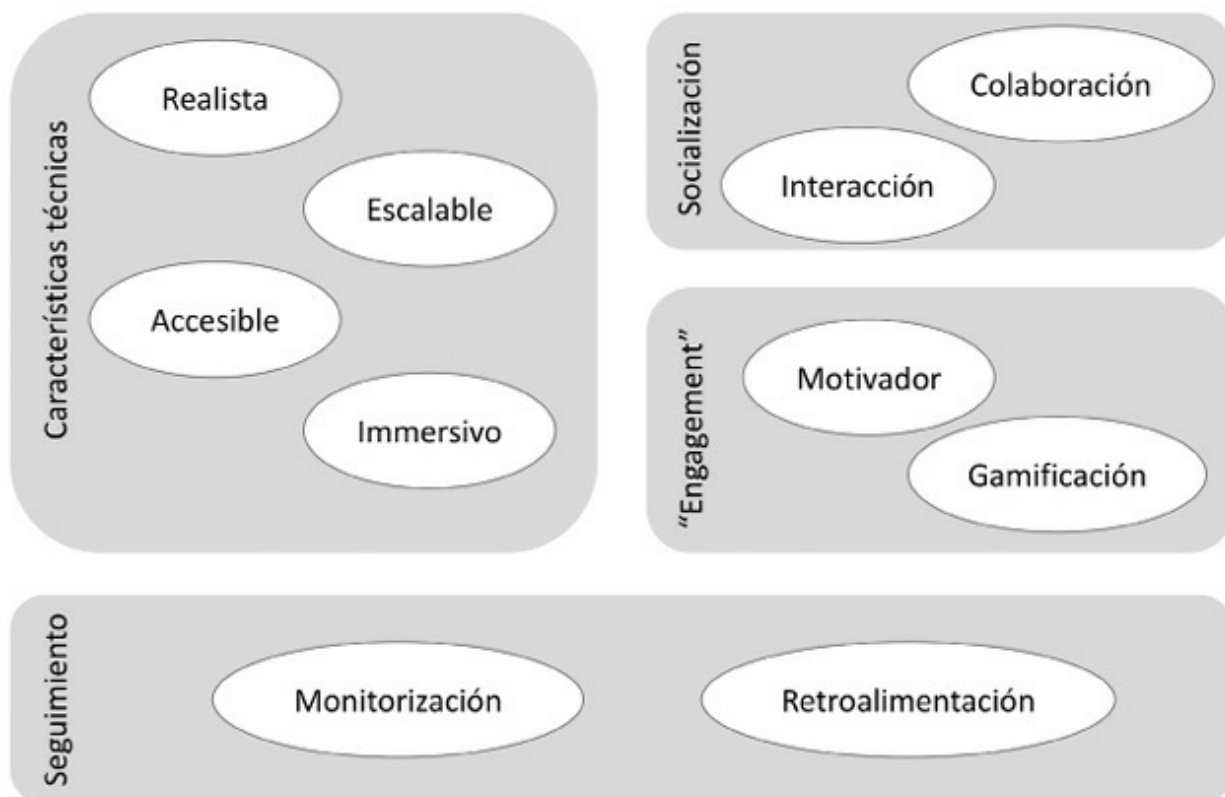 Características técnicas
Realista
Escalable
Accesible
Immersivo
Socialización
Colaboración
Interacción
“Engagement”
Motivador
Gamificación
Seguimiento
Monitorización
Retroalimentación